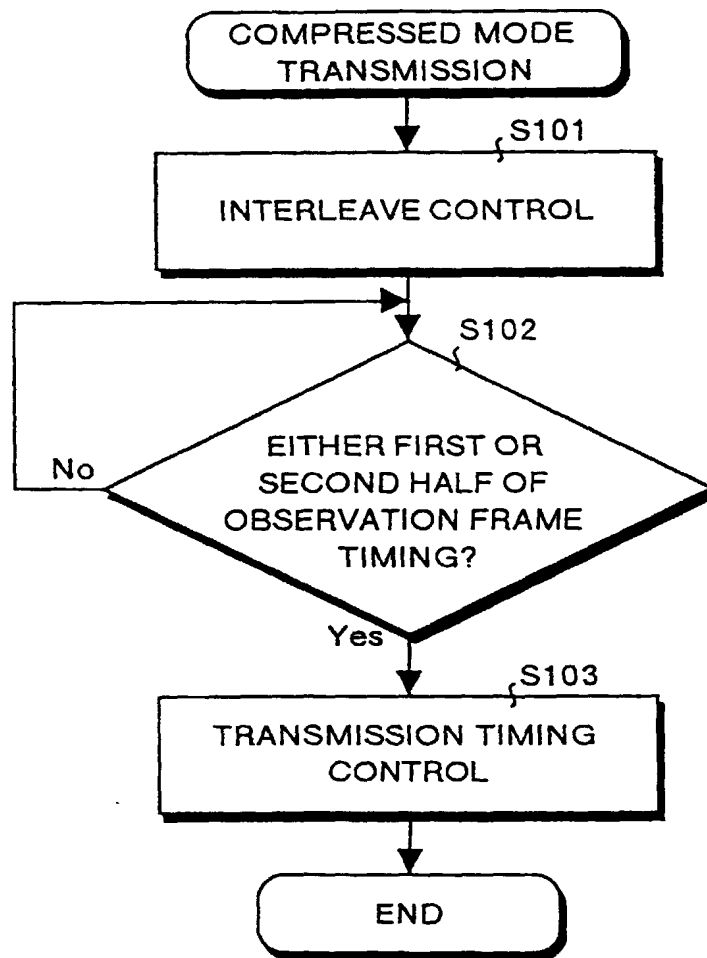 COMPRESSED MODE
TRANSMISSION
S101
INTERLEAVE CONTROL
S102
EITHER FIRST OR
SECOND HALF OF
OBSERVATION FRAME
TIMING?
No
Yes
S103
TRANSMISSION TIMING
CONTROL
END